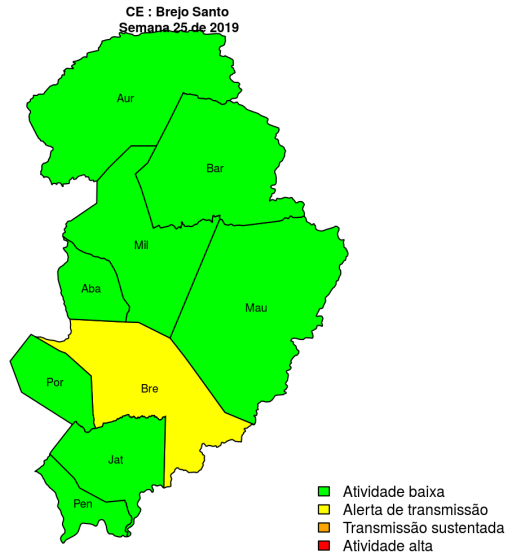 CE : Brejo Santo
Semana 25 de 2019
Aur
Bar
Mil
Aba
Mau
Por
Bre
Jat
Pen
Atividade baixa
Alerta de transmissão
Transmissão sustentada
Atividade alta